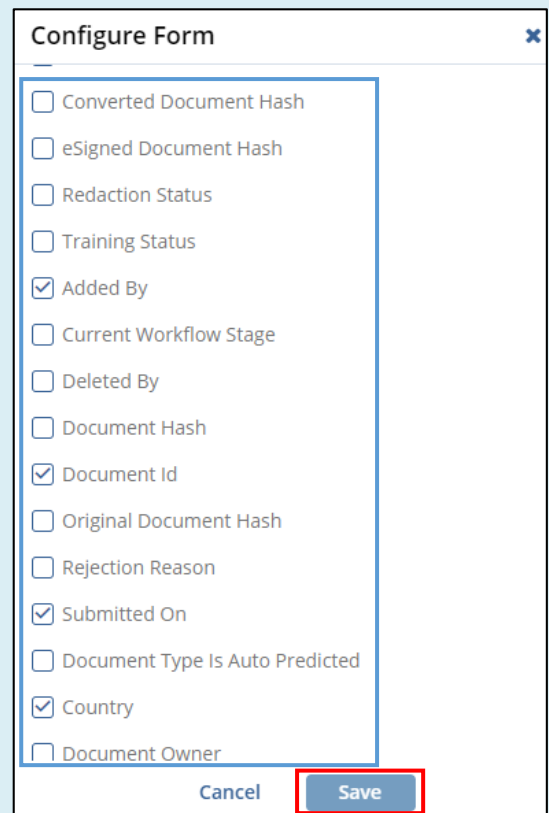 Configure Form
Converted Document Hash
eSigned Document Hash
Redaction Status
Training Status
Added By
Current Workflow Stage
Deleted By
Document Hash
Document Id
Original Document Hash
Rejection Reason
Submitted On
Document Type Is Auto Predicted
Country
Document Owner
Cancel Save